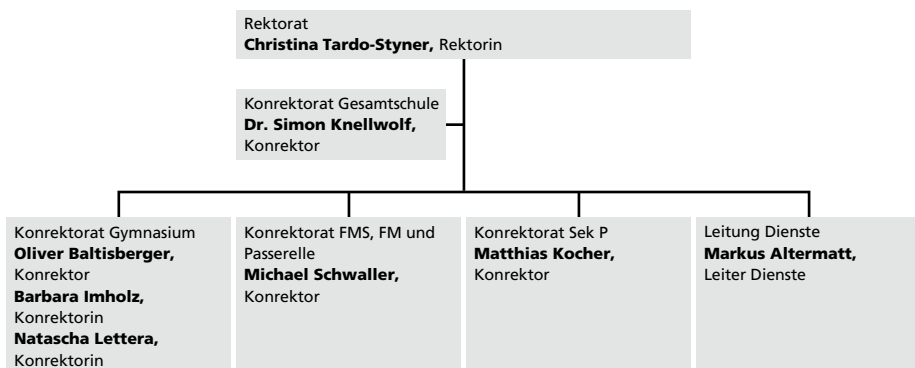 Rektorat
Christina Tardo-Styner, Rektorin
Konrektorat Gesamtschule
Dr. Simon Knellwolf,
Konrektor
Konrektorat Gymnasium
Oliver Baltisberger,
Konrektor
Barbara Imholz,
Konrektorin
Natascha Lettera,
Konrektorin
Konrektorat FMS, FM und
Passerelle
Michael Schwaller,
Konrektor
Konrektorat Sek P
Matthias Kocher,
Konrektor
Leitung Dienste
Markus Altermatt,
Leiter Dienste